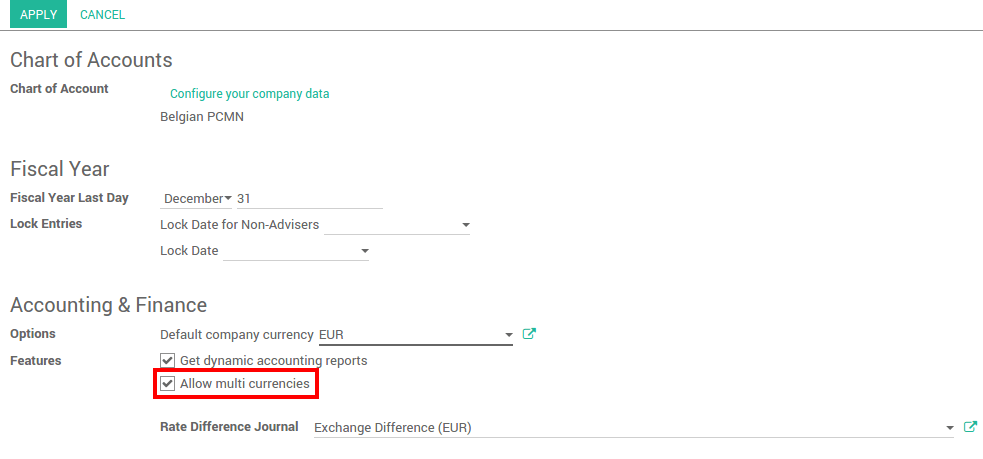 APPLY CANCEL
Chart of Accounts
Chart of Account Configure your company data
Belgian PCMN
Fiscal Year
Fiscal Year Last Day December 31
Lock Entries Lock Date for Non-Advisers
Lock Date
Accounting & Finance
Options Default company currency EUR
Features Get dynamic accounting reports
Allow multi currencies
Rate Difference Journal Exchange Difference (EUR)